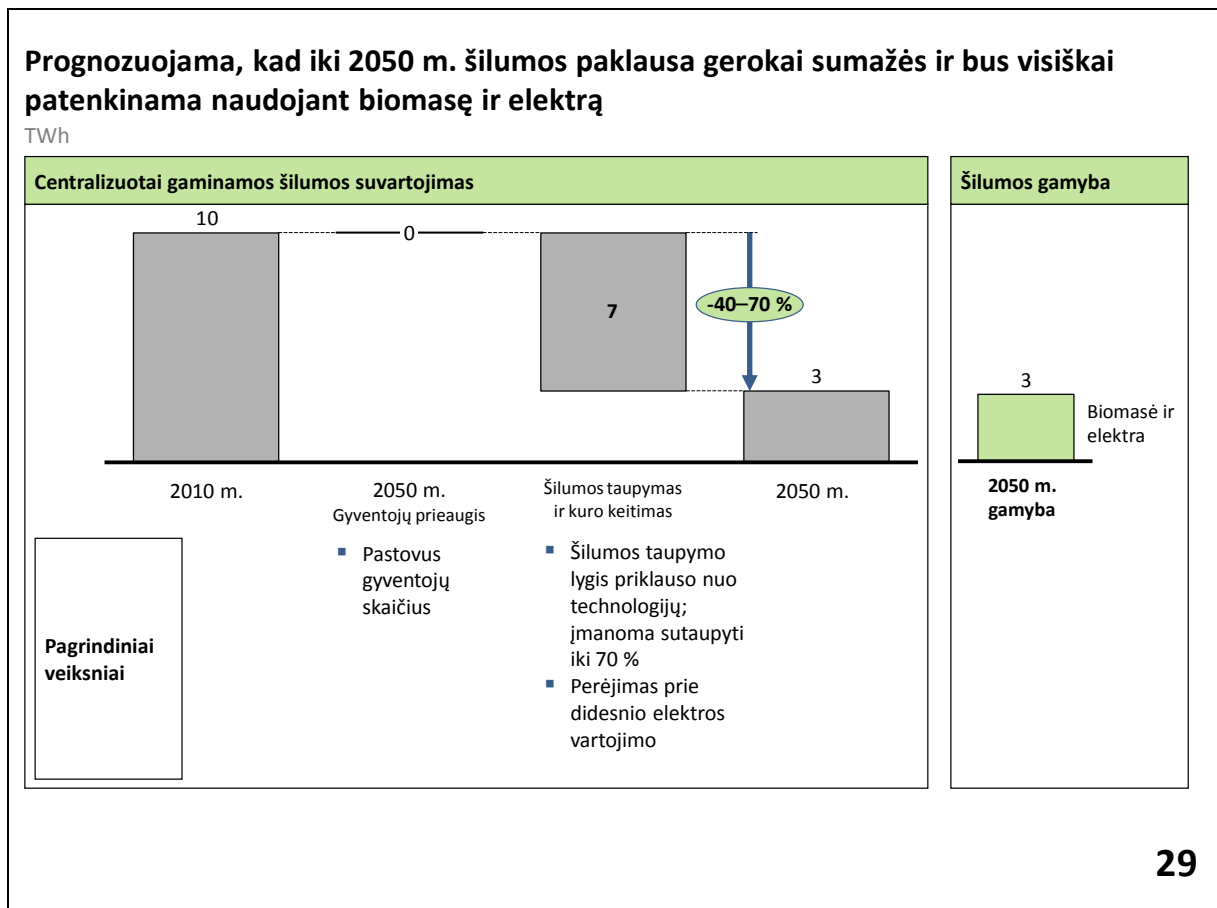 Prognozuojama, kad iki 2050 m. šilumos paklausa gerokai sumažės ir bus visiškai
patenkinama naudojant biomasę ir elektrą
TWh
Centralizuotai gaminamos šilumos suvartojimas
10
0
7
-40–70 %
3
2010 m.
2050 m.
Gyventojų prieaugis
Šilumos taupymas
ir kuro keitimas
2050 m.
Pagrindiniai
veiksniai
▪ Pastovus
gyventojų
skaičius
▪ Šilumos taupymo
lygis priklauso nuo
technologijų;
įmanoma sutaupyti
iki 70 %
▪ Perėjimas prie
didesnio elektros
vartojimo
Šilumos gamyba
3
Biomasė ir
elektra
2050 m.
gamyba
29